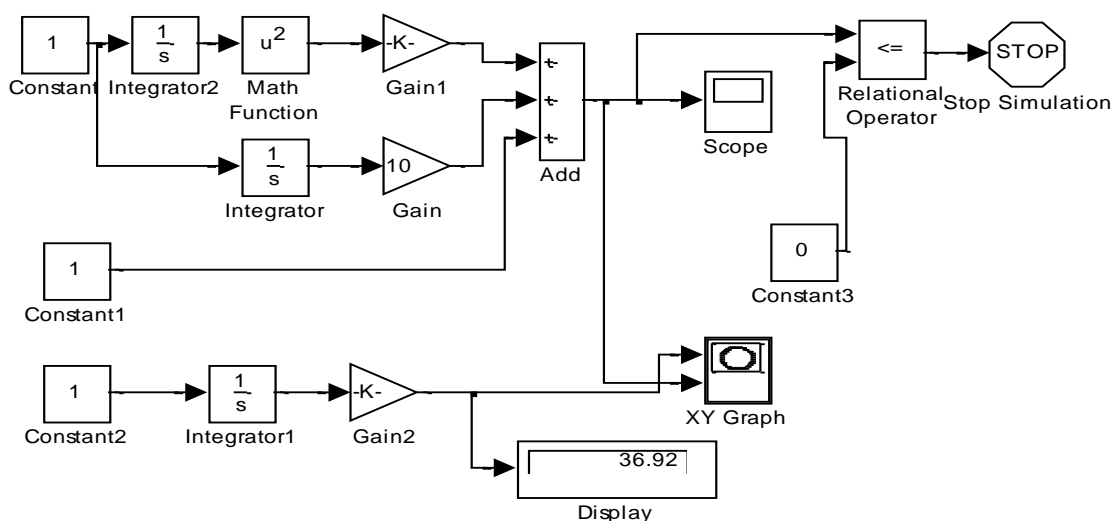 1
Constant
1
s
Integrator2
u2
Math
Function
-K-
Gain1
+
+
+
Add
Scope
<=
Relational
Operator
STOP
Stop Simulation
1
s
Integrator
10
Gain
1
Constant1
0
Constant3
1
Constant2
1
s
Integrator1
-K-
Gain2
XY Graph
36.92
Display